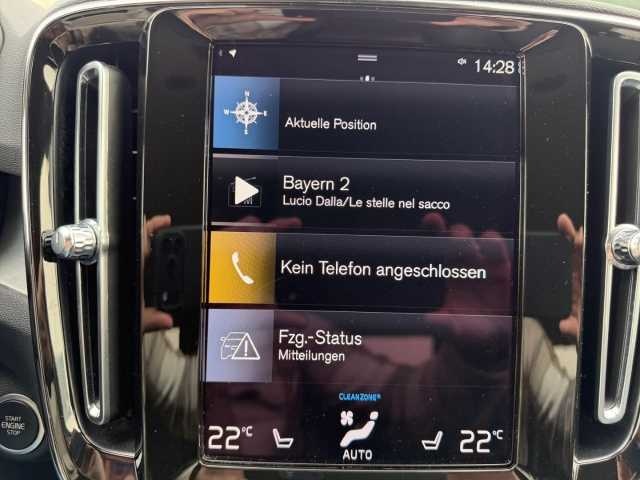 14:28
N
W E
S
Aktuelle Position
Bayern 2
Lucio Dalla/Le stelle nel sacco
Kein Telefon angeschlossen
Fzg.-Status
Mitteilungen
CLEANZONE®
22°C
AUTO
22°C
START
ENGINE
STOP